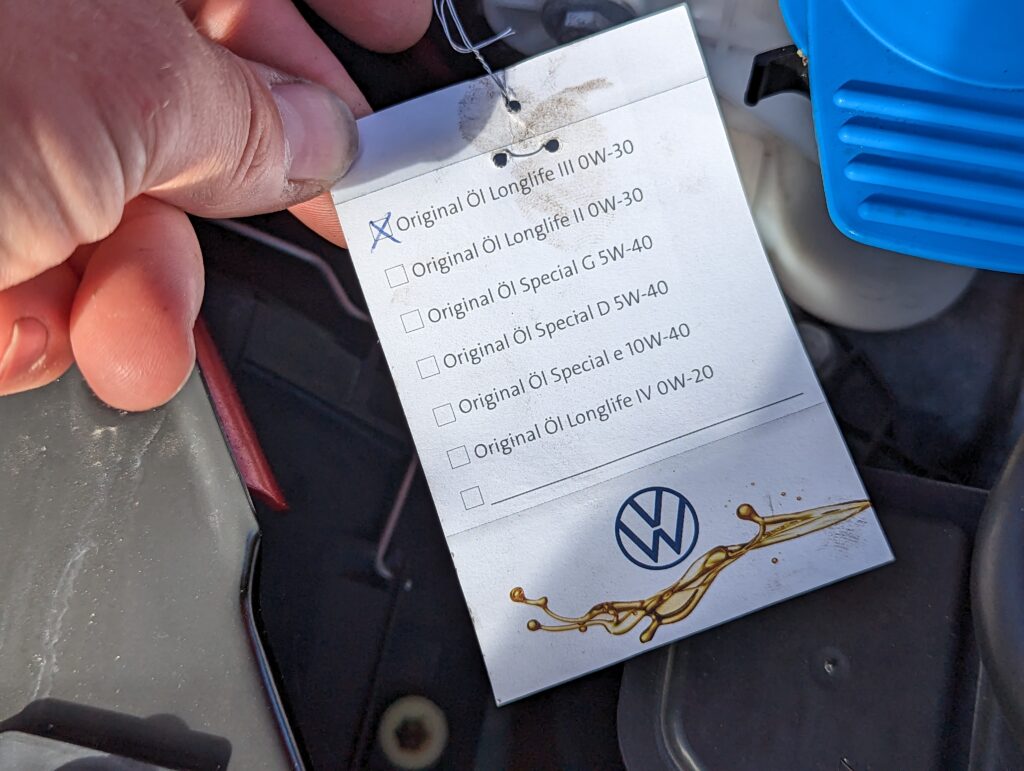 Original Öl Longlife III 0W-30
Original Öl Longlife II 0W-30
Original Öl Special G 5W-40
Original Öl Special D 5W-40
Original Öl Special e 10W-40
Original Öl Longlife IV 0W-20
VW